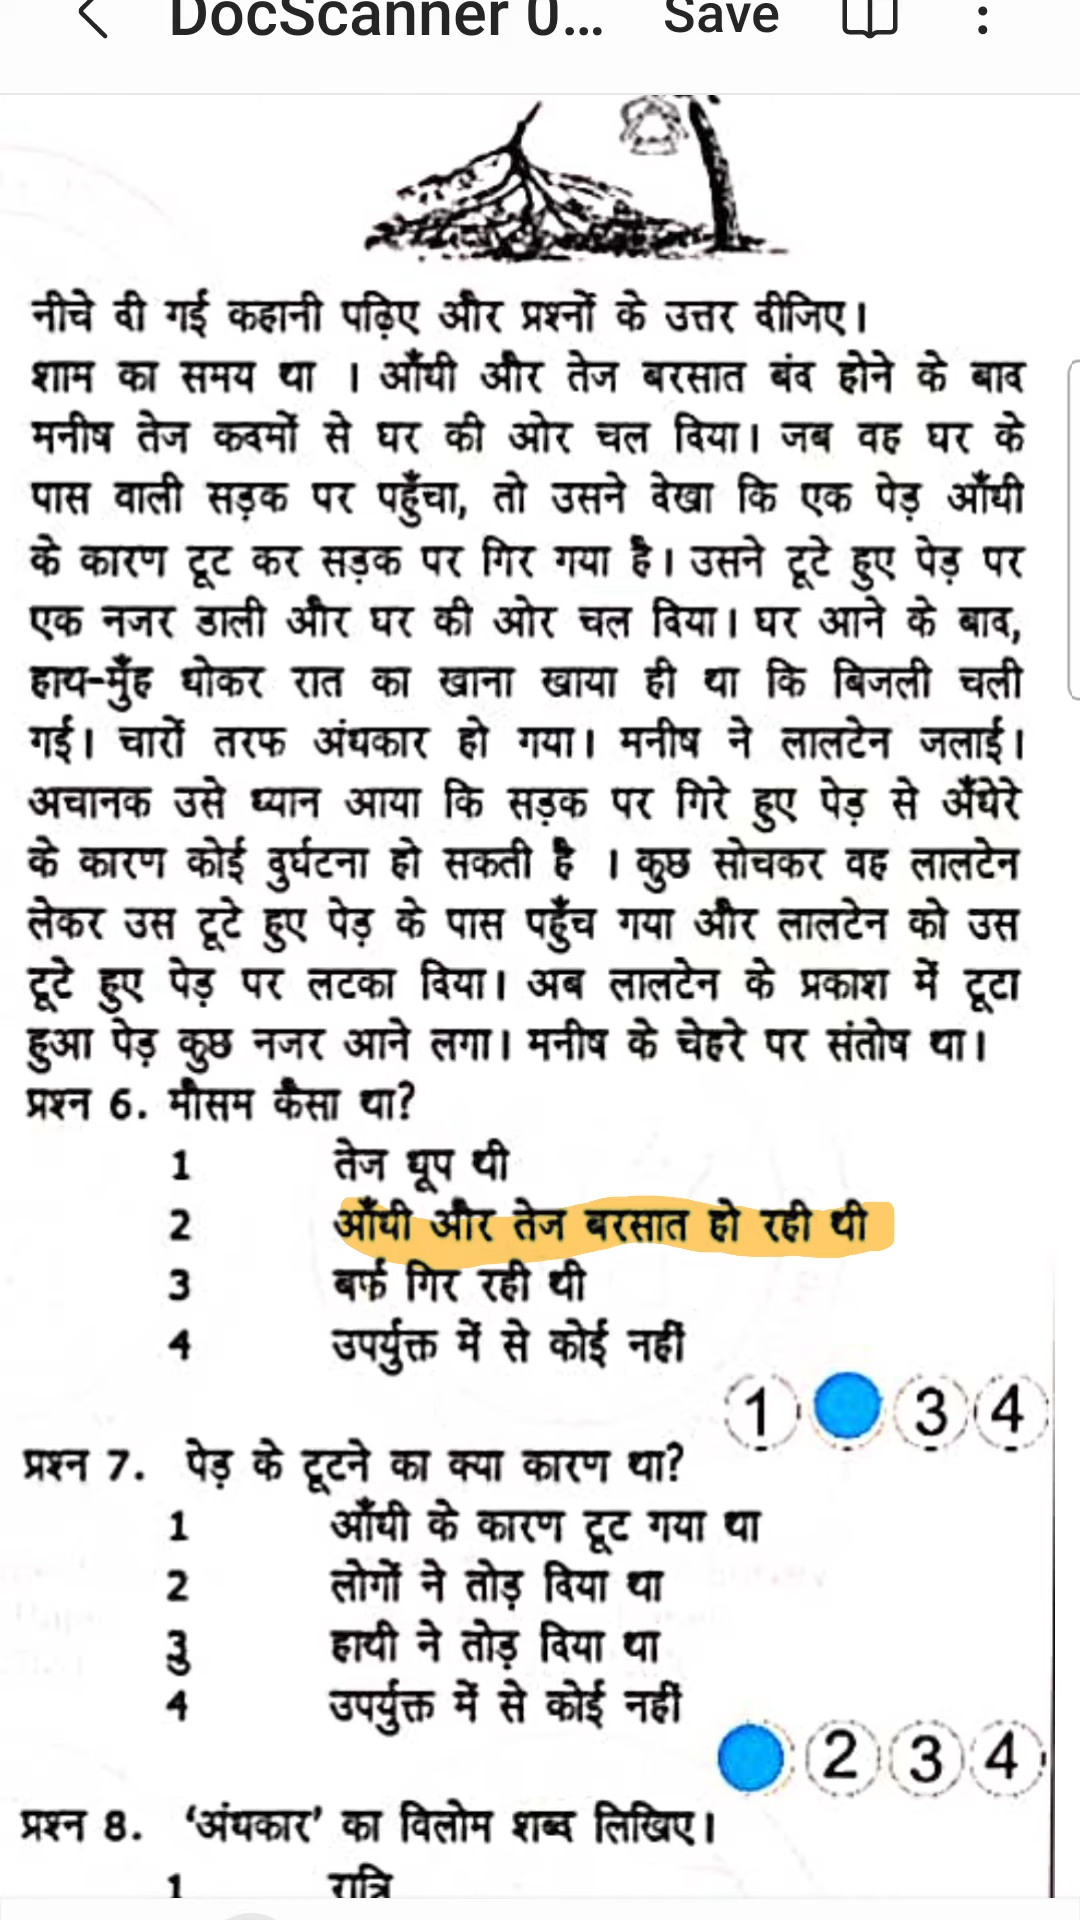 DocScanner 0... Save
नीचे दी गई कहानी पढ़िए और प्रश्नों के उत्तर दीजिए।
शाम का समय था । आँधी और तेज बरसात बंद होने के बाद
मनीष तेज कदमों से घर की ओर चल दिया। जब वह घर के
पास वाली सड़क पर पहुँचा, तो उसने देखा कि एक पेड़ आँधी
के कारण टूट कर सड़क पर गिर गया है। उसने टूटे हुए पेड़ पर
एक नजर डाली और घर की ओर चल दिया। घर आने के बाद,
हाथ-मुँह धोकर रात का खाना खाया ही था कि बिजली चली
गई। चारों तरफ अंधकार हो गया। मनीष ने लालटेन जलाई।
अचानक उसे ध्यान आया कि सड़क पर गिरे हुए पेड़ से अँधेरे
के कारण कोई दुर्घटना हो सकती है । कुछ सोचकर वह लालटेन
लेकर उस टूटे हुए पेड़ के पास पहुँच गया और लालटेन को उस
टूटे हुए पेड़ पर लटका दिया। अब लालटेन के प्रकाश में टूटा
हुआ पेड़ कुछ नजर आने लगा। मनीष के चेहरे पर संतोष था।
प्रश्न 6. मौसम कैसा था?
1 तेज धूप थी
2 आँधी और तेज बरसात हो रही थी
3 बर्फ गिर रही थी
4 उपर्युक्त में से कोई नहीं
1 3 4
प्रश्न 7. पेड़ के टूटने का क्या कारण था?
1 आँधी के कारण टूट गया था
2 लोगों ने तोड़ दिया था
3 हाथी ने तोड़ दिया था
4 उपर्युक्त में से कोई नहीं
2 3 4
प्रश्न 8. 'अंधकार' का विलोम शब्द लिखिए।
1 रात्रि